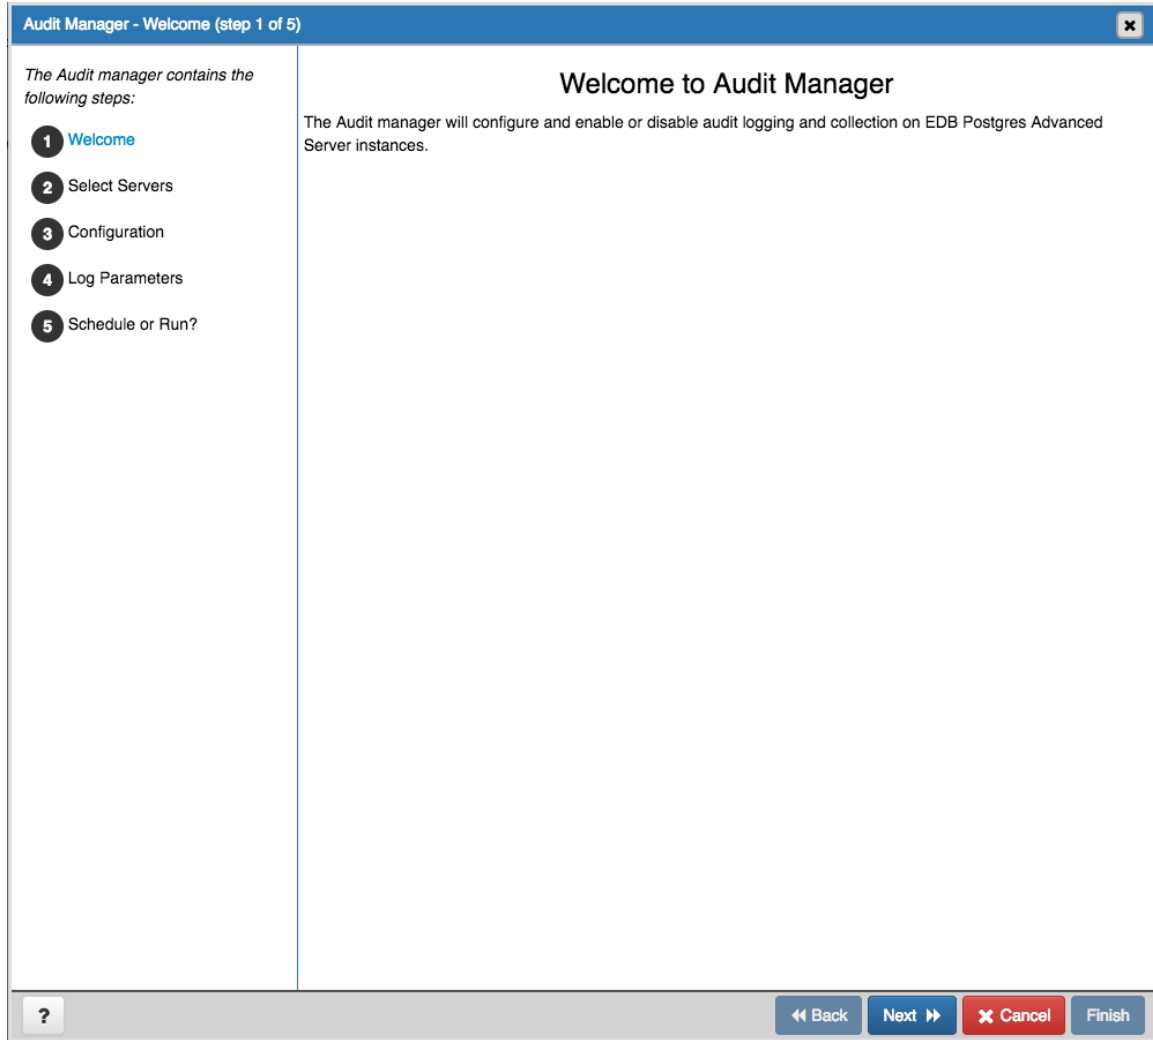 Audit Manager - Welcome (step 1 of 5)
The Audit manager contains the
following steps:
1 Welcome
2 Select Servers
3 Configuration
4 Log Parameters
5 Schedule or Run?
Welcome to Audit Manager
The Audit manager will configure and enable or disable audit logging and collection on EDB Postgres Advanced
Server instances.
? Back Next Cancel Finish